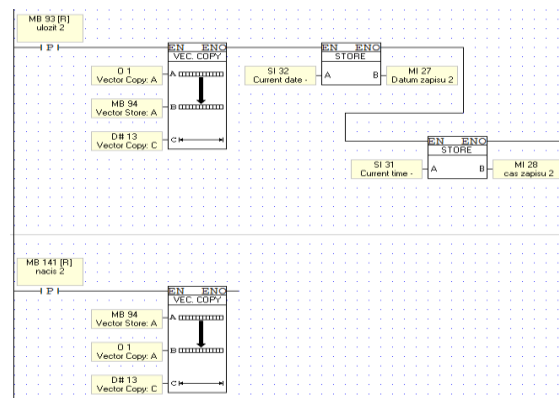 MB 93 [R]
ulozit 2
P
EN ENO
VEC. COPY
O 1
Vector Copy: A
A
MB 94
Vector Store: A
B
D# 13
Vector Copy: C
C
EN ENO
STORE
SI 32
Current date -
A B
MI 27
Datum zapisu 2
EN ENO
STORE
SI 31
Current time -
A B
MI 28
cas zapisu 2
MB 141 [R]
nacis 2
P
EN ENO
VEC. COPY
MB 94
Vector Store: A
A
O 1
Vector Copy: A
B
D# 13
Vector Copy: C
C